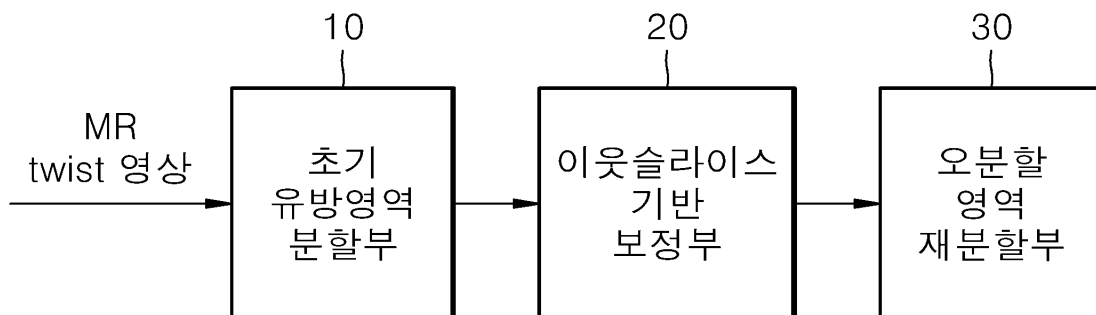 10
20
30
MR
twist 영상
초기
유방영역
분할부
이웃슬라이스
기반
보정부
오분할
영역
재분할부